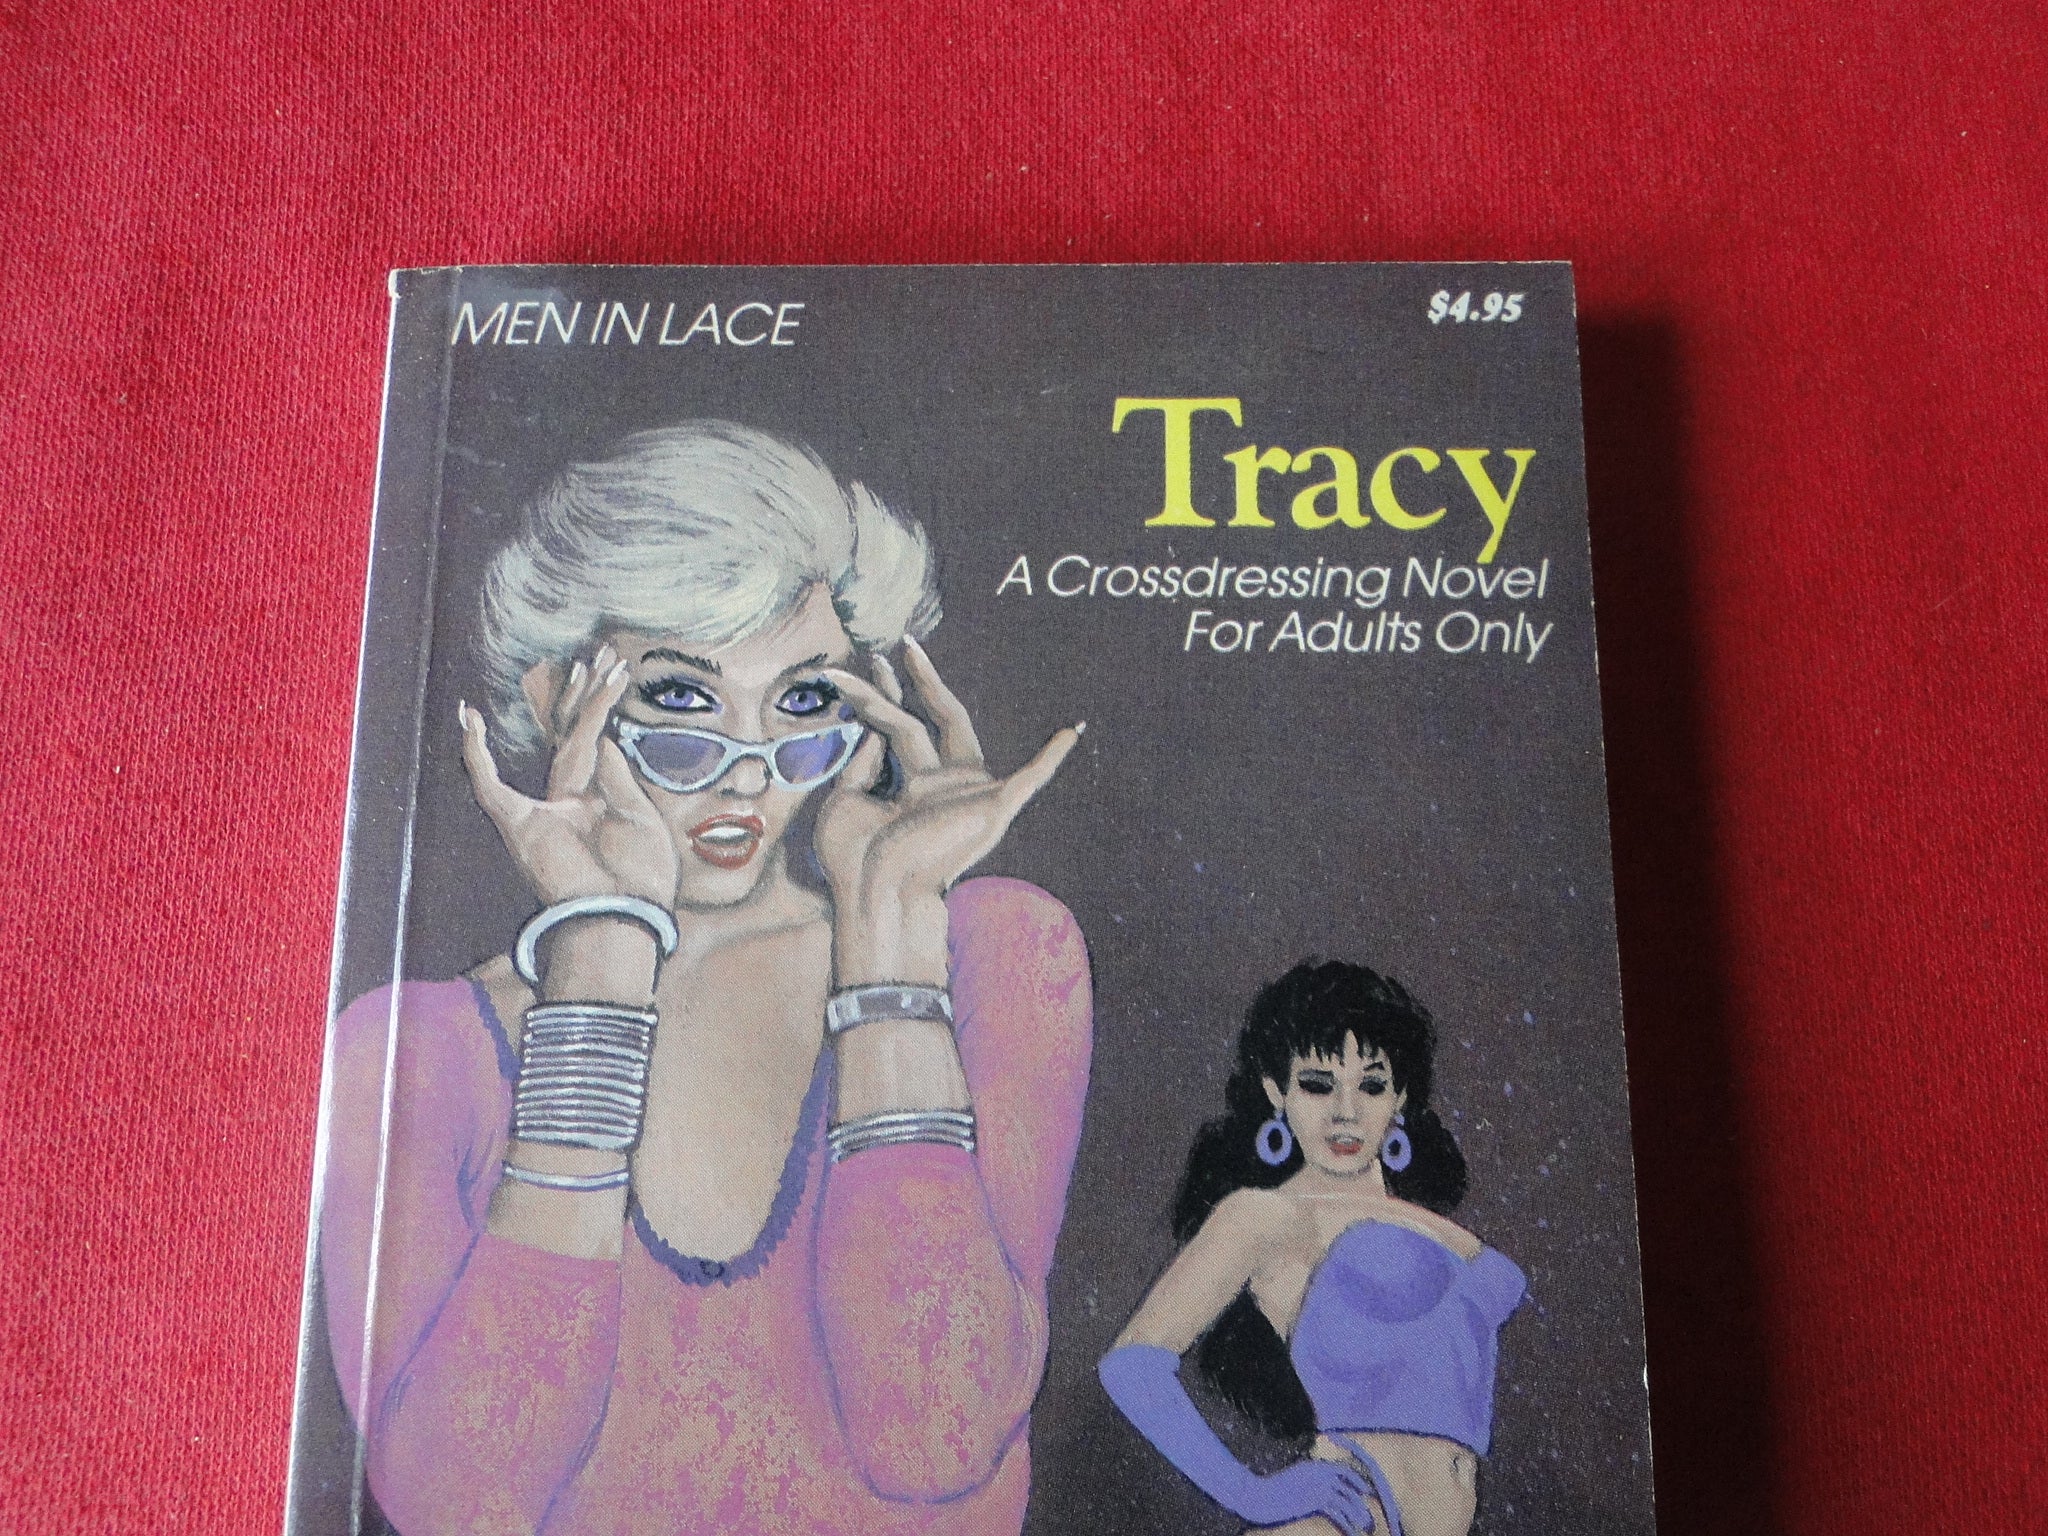 MEN IN LACE
$4.95
Tracy
A Crossdressing Novel
For Adults Only